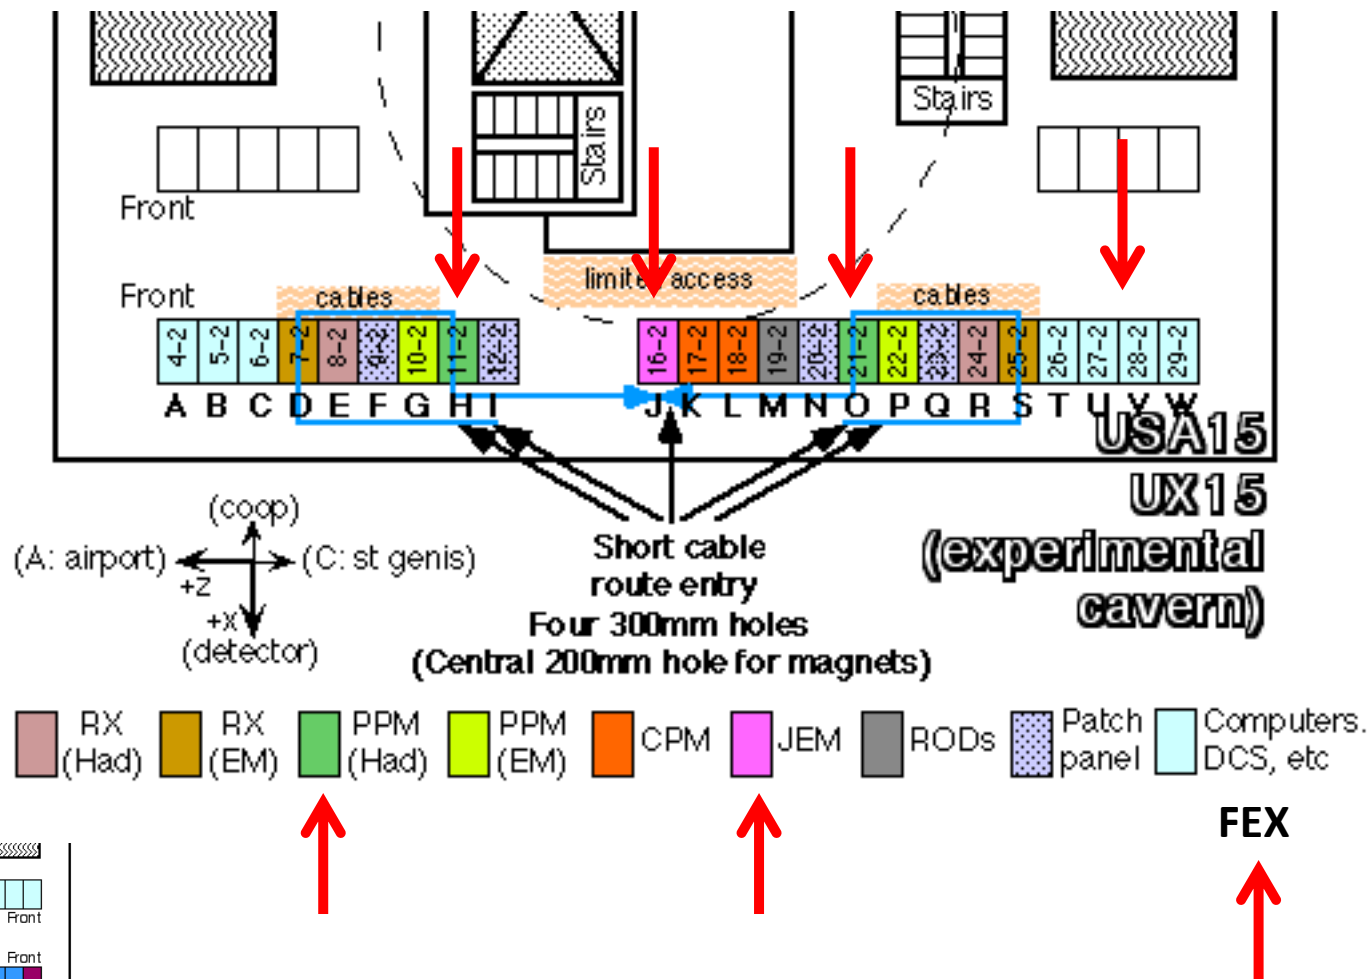 Stairs
Stairs
Front
Front
cables
limited access
cables
4-2 5-2 6-2 7-2 8-2 9-2 10-2 11-2 12-2 16-2 17-2 18-2 19-2 20-2 21-2 22-2 23-2 24-2 25-2 26-2 27-2 28-2 29-2
A B C D E F G H I J K L M N O P Q R S T U V W
USA15
UX15
(experimental
cavern)
(coop)
(A: airport) (C: st genis)
+Z
+X
(detector)
Short cable
route entry
Four 300mm holes
(Central 200mm hole for magnets)
RX
(Had)
RX
(EM)
PPM
(Had)
PPM
(EM)
CPM
JEM
RODs
Patch
panel
Computers.
DCS, etc
FEX
Front
Front